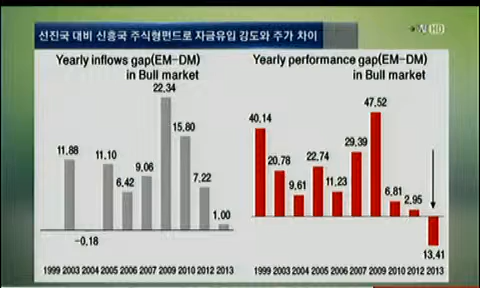 선진국 대비 신흥국 주식형펀드로 자금유입 강도와 주가 차이
HD
Yearly inflows gap(EM-DM)
in Bull market
22.34
15.80
11.88
11.10
9.06
7.22
6.42
1.00
-0.18
1999 2003 2004 2005 2006 2007 2009 2010 2012 2013
Yearly performance gap(EM-DM)
in Bull market
47.52
40.14
29.39
22.74
20.78
11.23
9.61
6.81
2.95
13.41
1999 2003 2004 2005 2006 2007 2009 2010 2012 2013